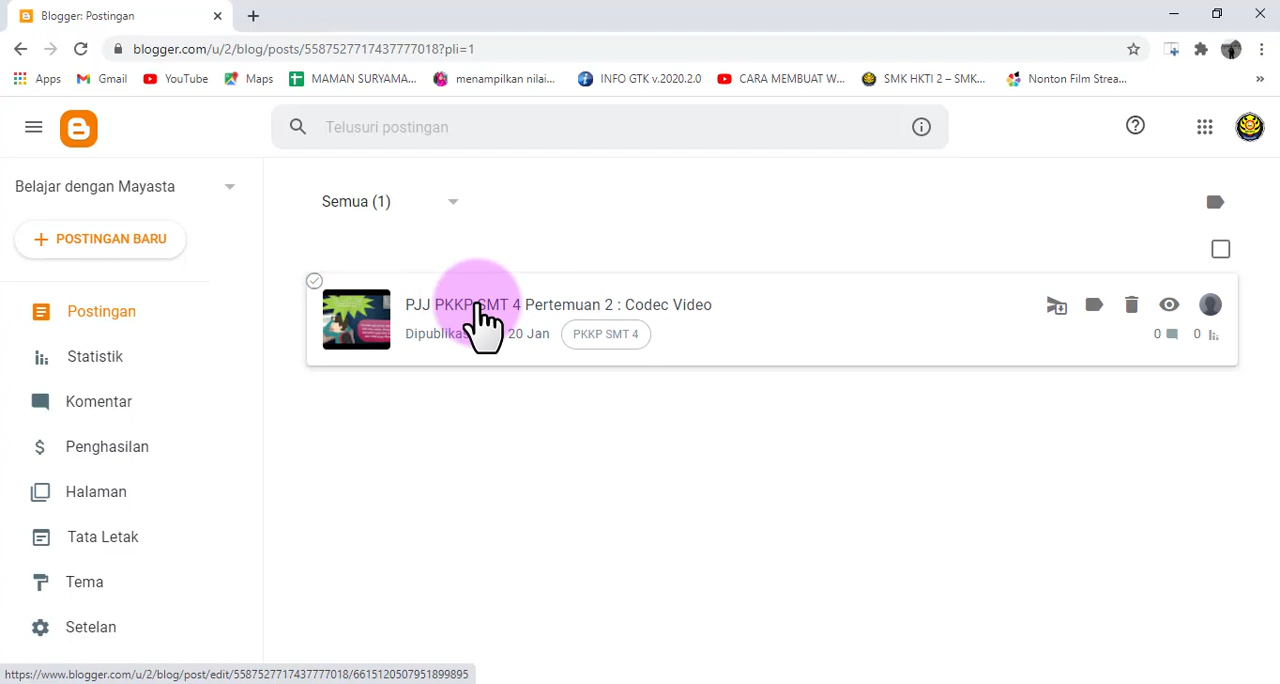 Blogger: Postingan
blogger.com/u/2/blog/posts/5587527717437777018?pli=1
Apps Gmail YouTube Maps MAMAN SURYAMA... menampilkan nilai... INFO GTK v.2020.2.0 CARA MEMBUAT W... SMK HKTI 2 – SMK... Nonton Film Strea... »
Telusuri postingan
Belajar dengan Mayasta
Semua (1)
+ POSTINGAN BARU
PJJ PKKP SMT 4 Pertemuan 2 : Codec Video
20 Jan PKKP SMT 4
0 0
Postingan
Statistik
Komentar
Penghasilan
Halaman
Tata Letak
Tema
Setelan
https://www.blogger.com/u/2/blog/post/edit/5587527717437777018/6615120507951899895